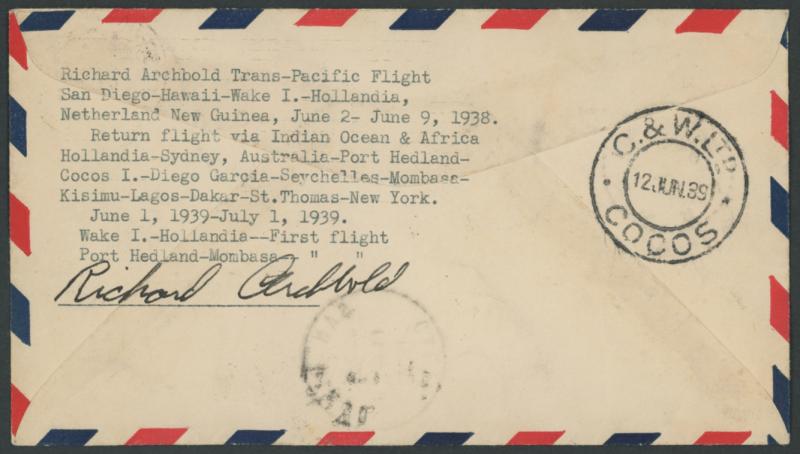 Richard Archbold Trans-Pacific Flight
San Diego-Hawaii-Wake I.-Hollandia,
Netherland New Guinea, June 2- June 9, 1938.
Return flight via Indian Ocean & Africa
Hollandia-Sydney, Australia-Port Hedland-
Cocos I.-Diego Garcia-Seychelles-Mombasa-
Kisimu-Lagos-Dakar-St.Thomas-New York.
June 1, 1939-July 1, 1939.
Wake I.-Hollandia--First flight
Port Hedland-Mombasa " "
Richard Archbold
C. & W. LTD
12.JUN.39
COCOS